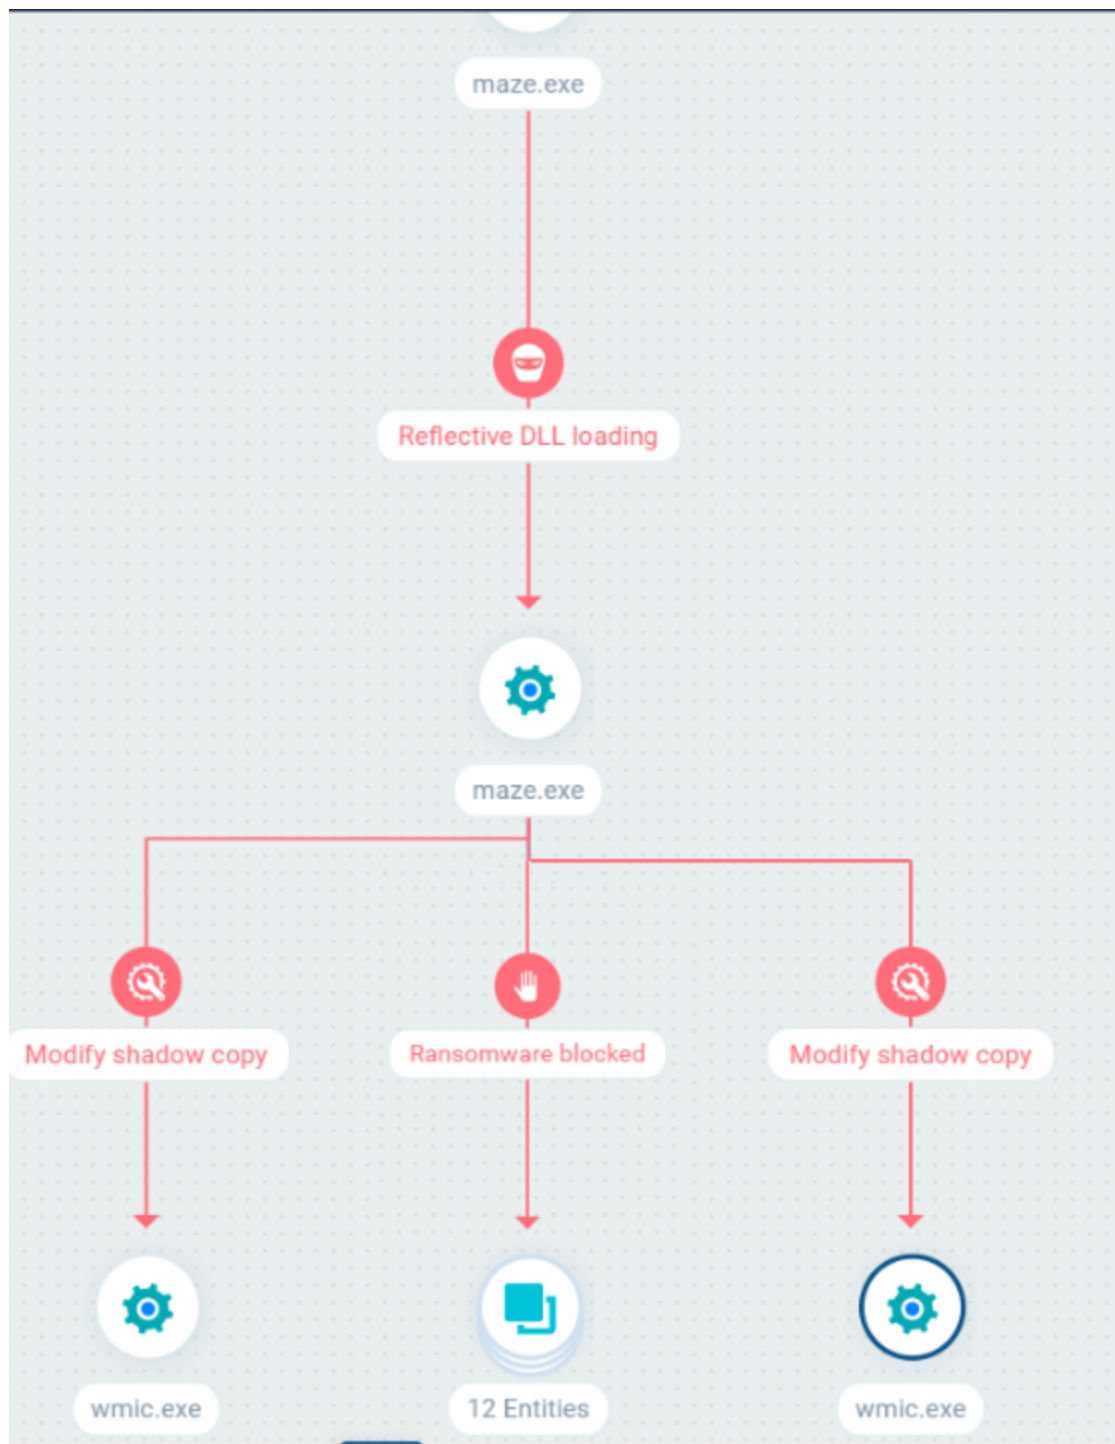 maze.exe
Reflective DLL loading
maze.exe
Modify shadow copy
Ransomware blocked
Modify shadow copy
wmic.exe
12 Entities
wmic.exe